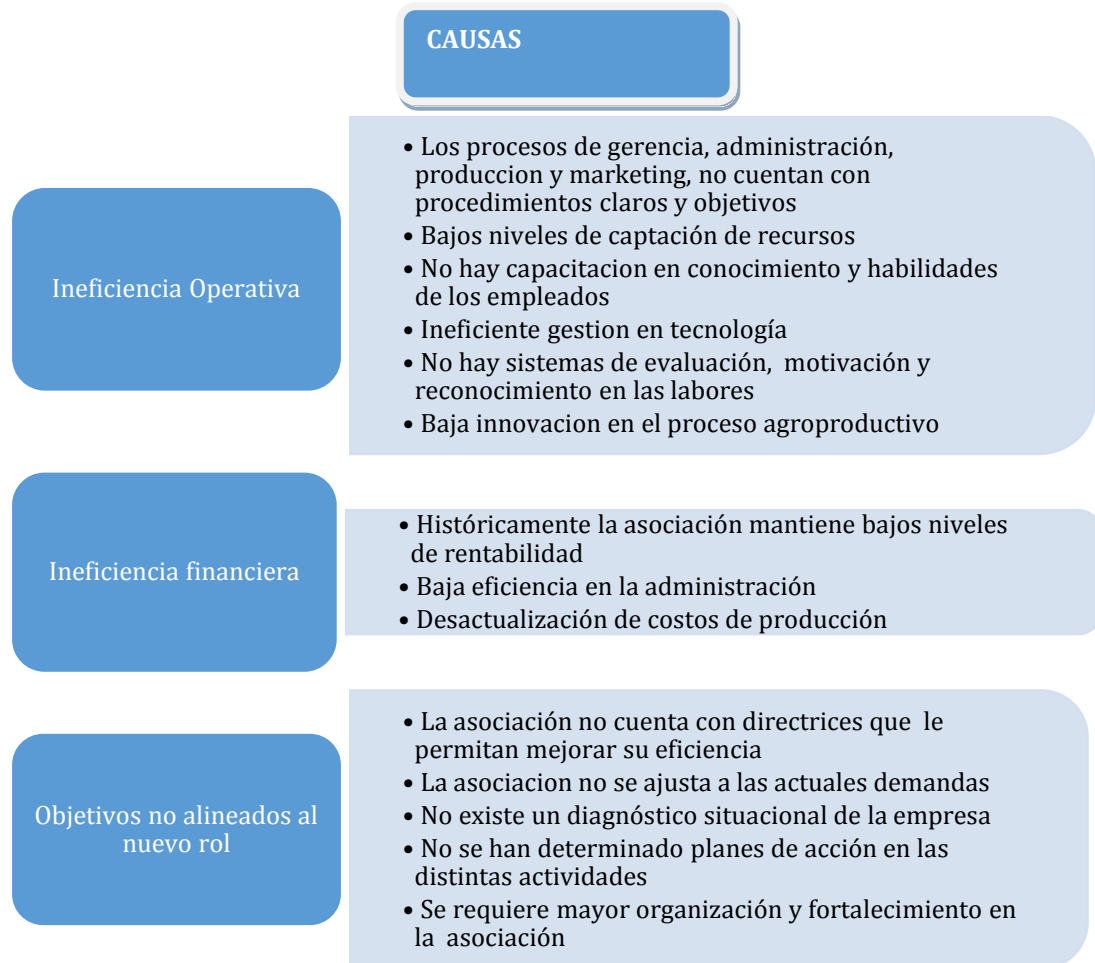 CAUSAS
Ineficiencia Operativa
• Los procesos de gerencia, administración,
produccion y marketing, no cuentan con
procedimientos claros y objetivos
• Bajos niveles de captación de recursos
• No hay capacitacion en conocimiento y habilidades
de los empleados
• Ineficiente gestion en tecnología
• No hay sistemas de evaluación, motivación y
reconocimiento en las labores
• Baja innovacion en el proceso agroproductivo
Ineficiencia financiera
• Históricamente la asociación mantiene bajos niveles
de rentabilidad
• Baja eficiencia en la administración
• Desactualización de costos de producción
Objetivos no alineados al
nuevo rol
• La asociación no cuenta con directrices que le
permitan mejorar su eficiencia
• La asociacion no se ajusta a las actuales demandas
• No existe un diagnóstico situacional de la empresa
• No se han determinado planes de acción en las
distintas actividades
• Se requiere mayor organización y fortalecimiento en
la asociación